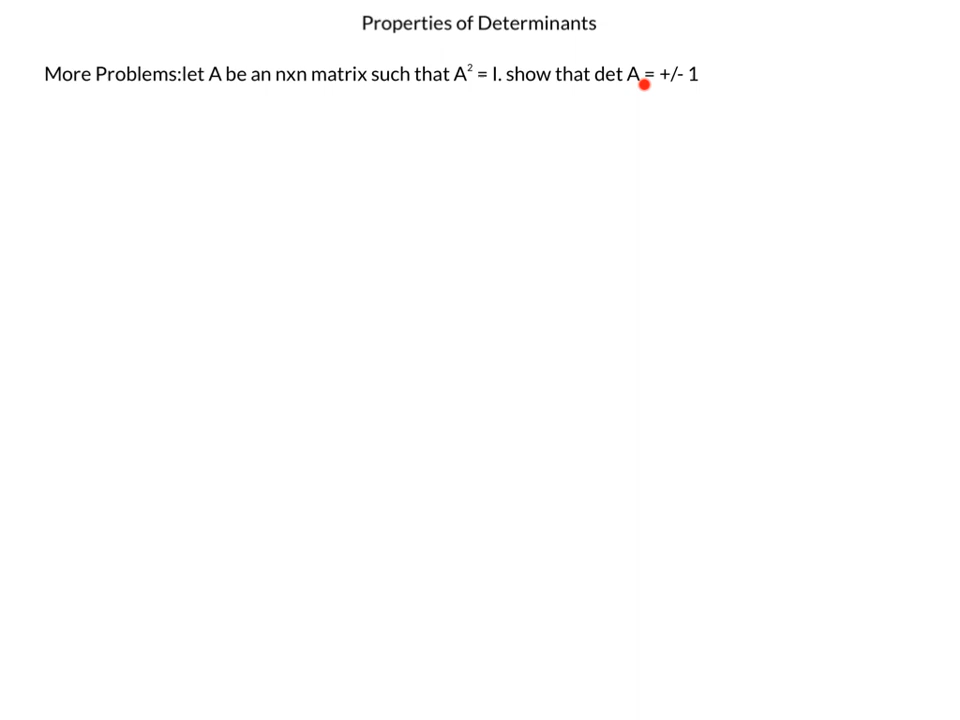 Properties of Determinants
More Problems:let A be an nxn matrix such that A² = I. show that det A = +/- 1